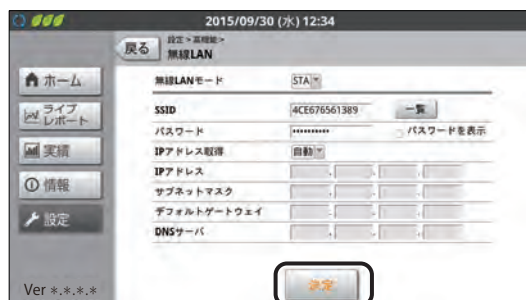 2015/09/30 (水) 12:34
戻る
設定 > 高機能 >
無線LAN
ホーム
ライブ
レポート
実績
情報
設定
Ver *.*.*.*
無線LANモード STA
SSID 4CE676561389 一覧
パスワード ********** パスワードを表示
IPアドレス取得 自動
IPアドレス
サブネットマスク
デフォルトゲートウェイ
DNSサーバ
決定